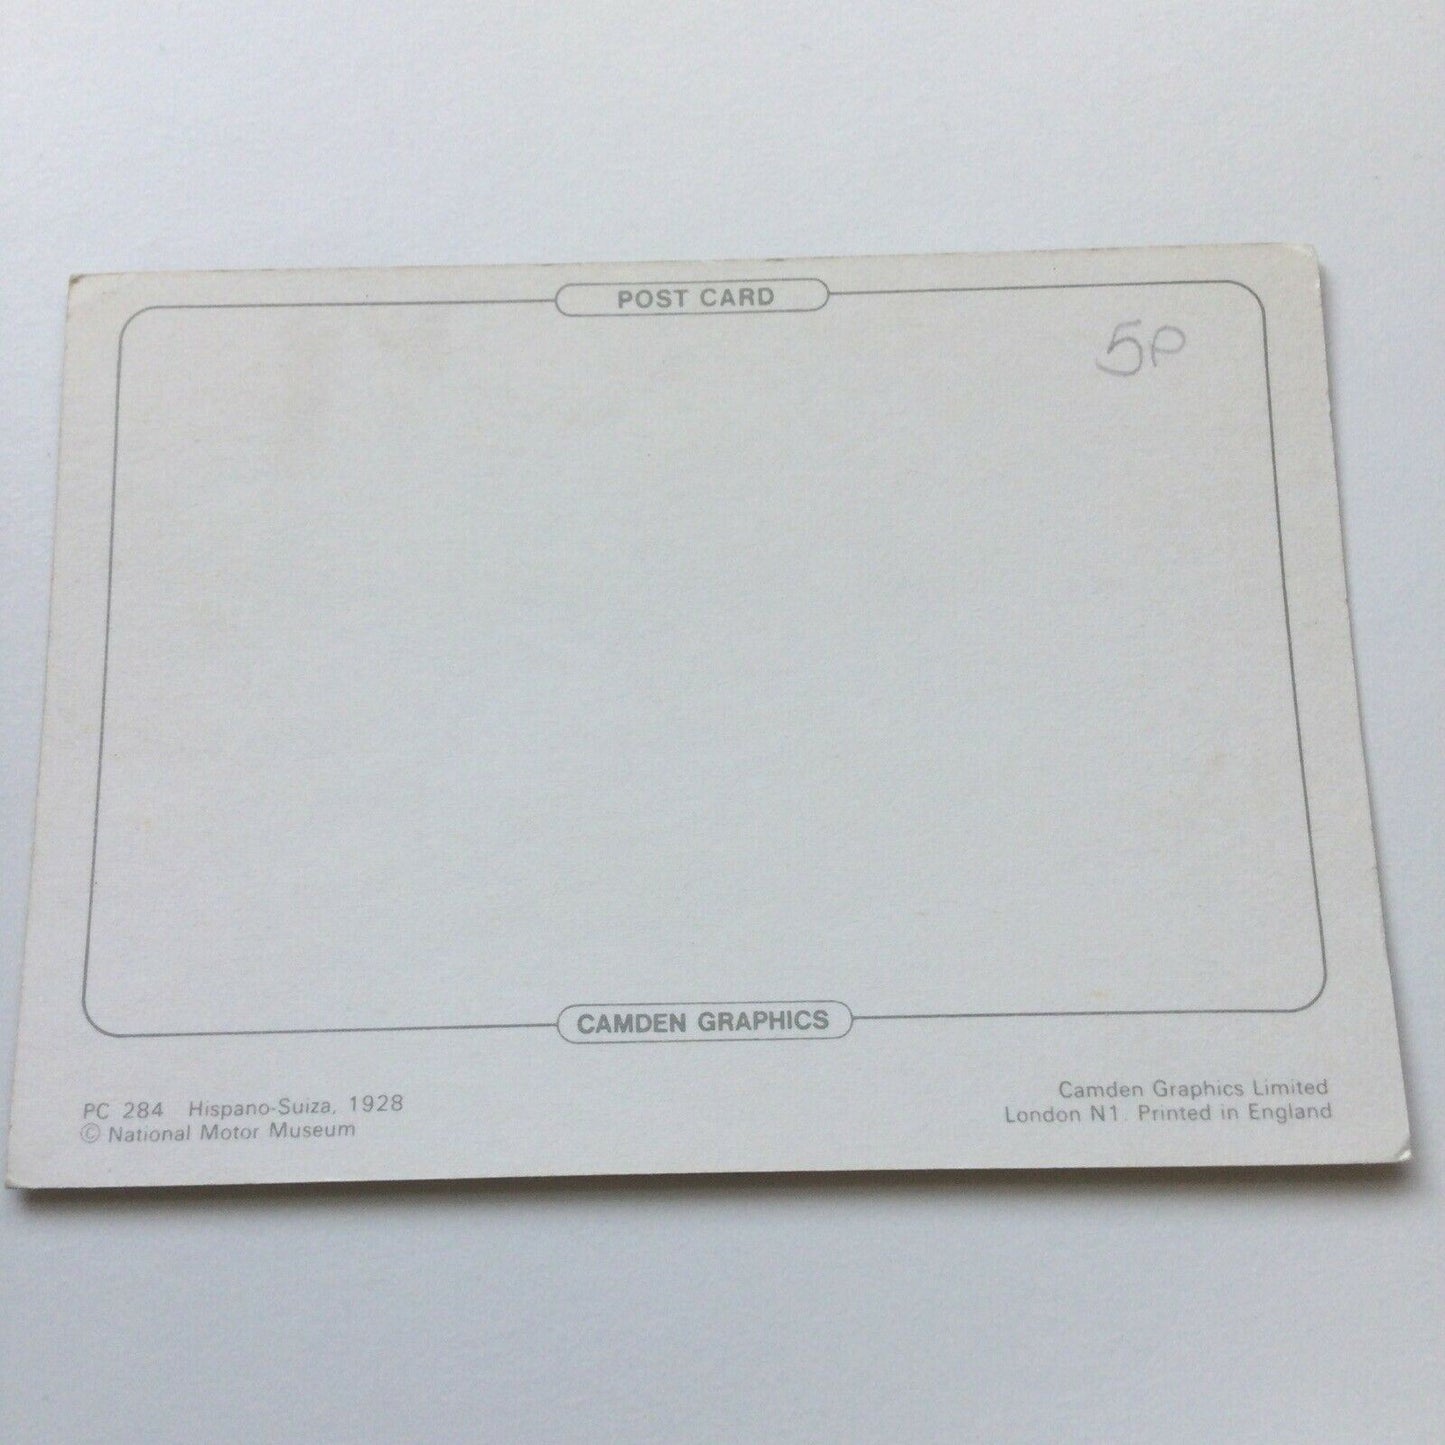 POST CARD
5P
CAMDEN GRAPHICS
PC 284 Hispano-Suiza, 1928
© National Motor Museum
Camden Graphics Limited
London N1. Printed in England